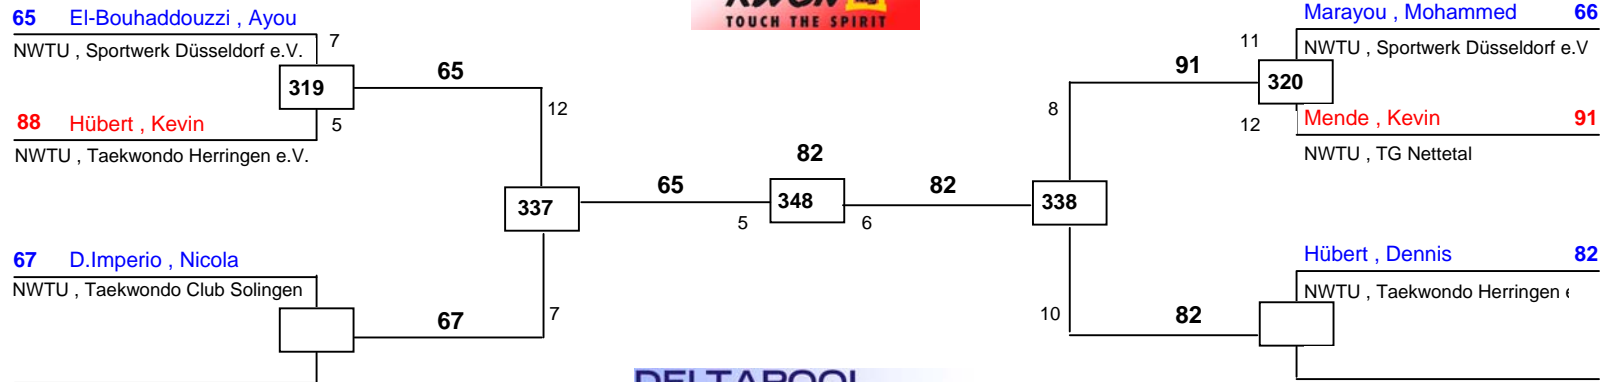 KWON
TOUCH THE SPIRIT
65 El-Bouhaddouzzi , Ayou
7
NWTU , Sportwerk Düsseldorf e.V.
319
65
88 Hübert , Kevin
5
12
NWTU , Taekwondo Herringen e.V.
337
65
82
5
348
6
82
67 D.Imperio , Nicola
NWTU , Taekwondo Club Solingen
67
7
Marayou , Mohammed 66
11
NWTU , Sportwerk Düsseldorf e.V
91
320
8
12
Mende , Kevin 91
NWTU , TG Nettetal
338
Hübert , Dennis 82
NWTU , Taekwondo Herringen
10
82
DELTAPOOL